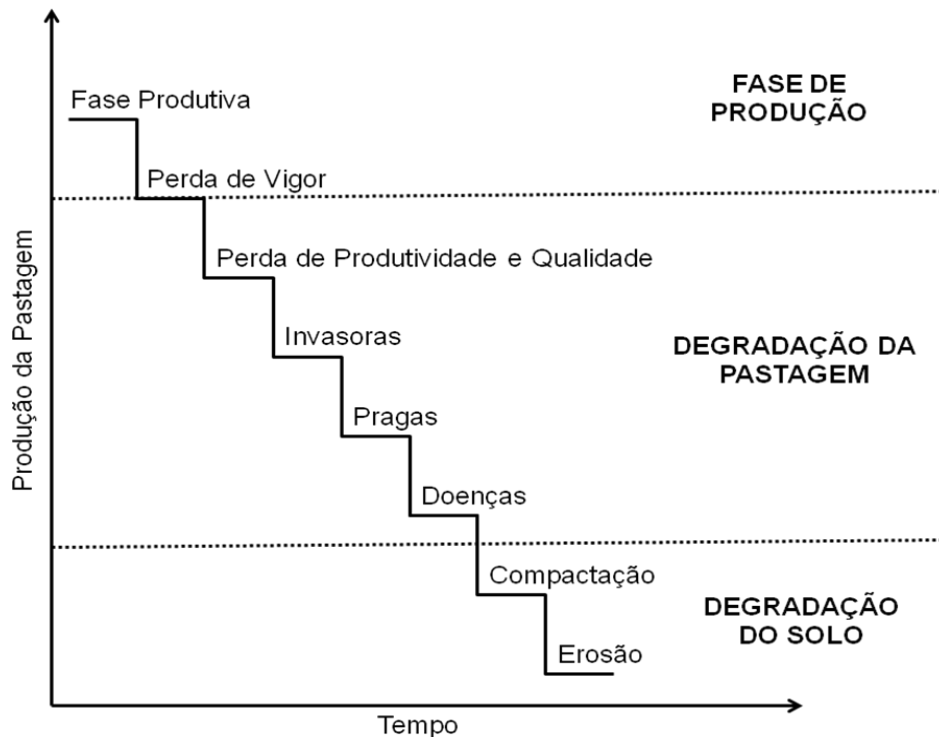 FASE DE
PRODUÇÃO
Fase Produtiva
Perda de Vigor
Perda de Produtividade e Qualidade
Invasoras
DEGRADAÇÃO DA
PASTAGEM
Pragas
Doenças
Compactação
DEGRADAÇÃO
DO SOLO
Erosão
Produção da Pastagem
Tempo